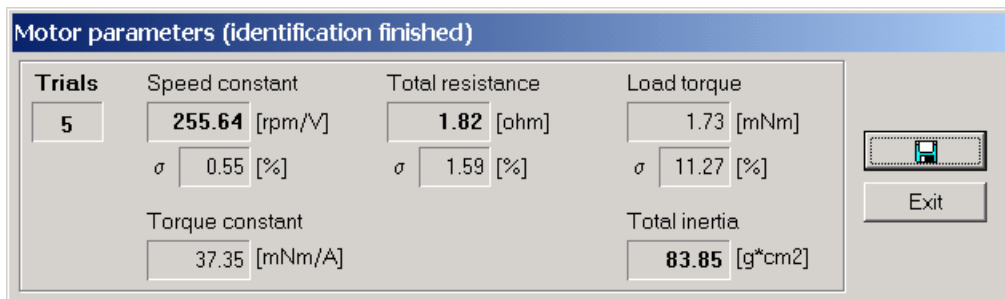 Motor parameters (identification finished)
Trials Speed constant Total resistance Load torque
5 255.64 [rpm/V] 1.82 [ohm] 1.73 [mNm]
σ 0.55 [%] σ 1.59 [%] σ 11.27 [%]
Exit
Torque constant Total inertia
37.35 [mNm/A] 83.85 [g*cm2]